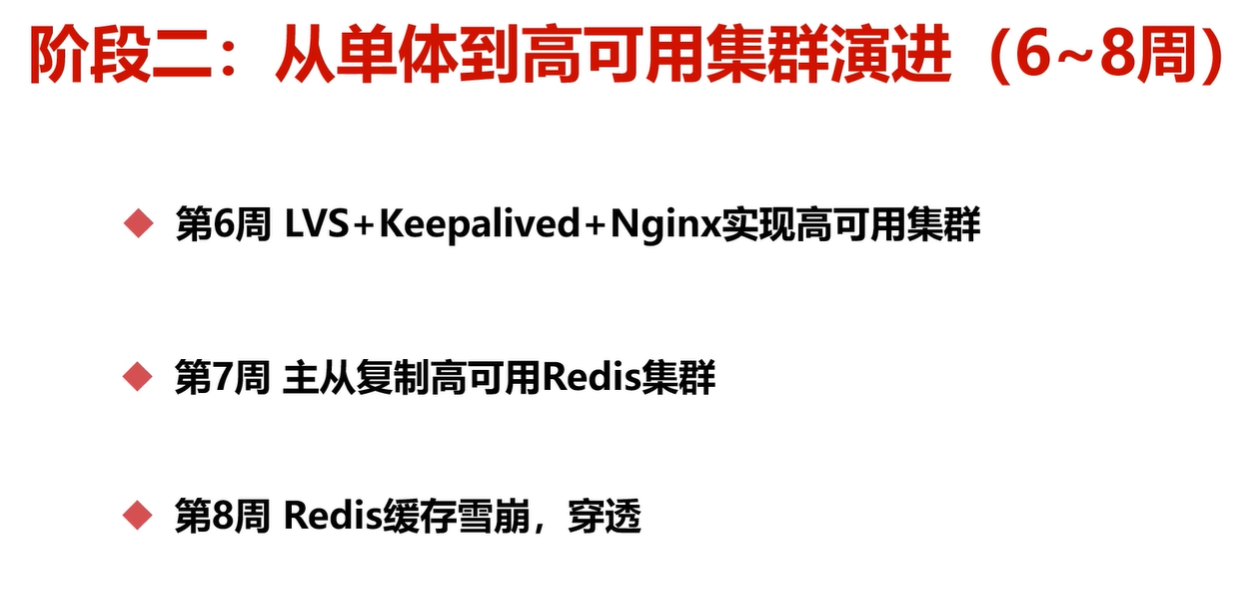 阶段二：从单体到高可用集群演进（6~8周）
第6周 LVS+Keepalived+Nginx实现高可用集群
第7周 主从复制高可用Redis集群
第8周 Redis缓存雪崩，穿透